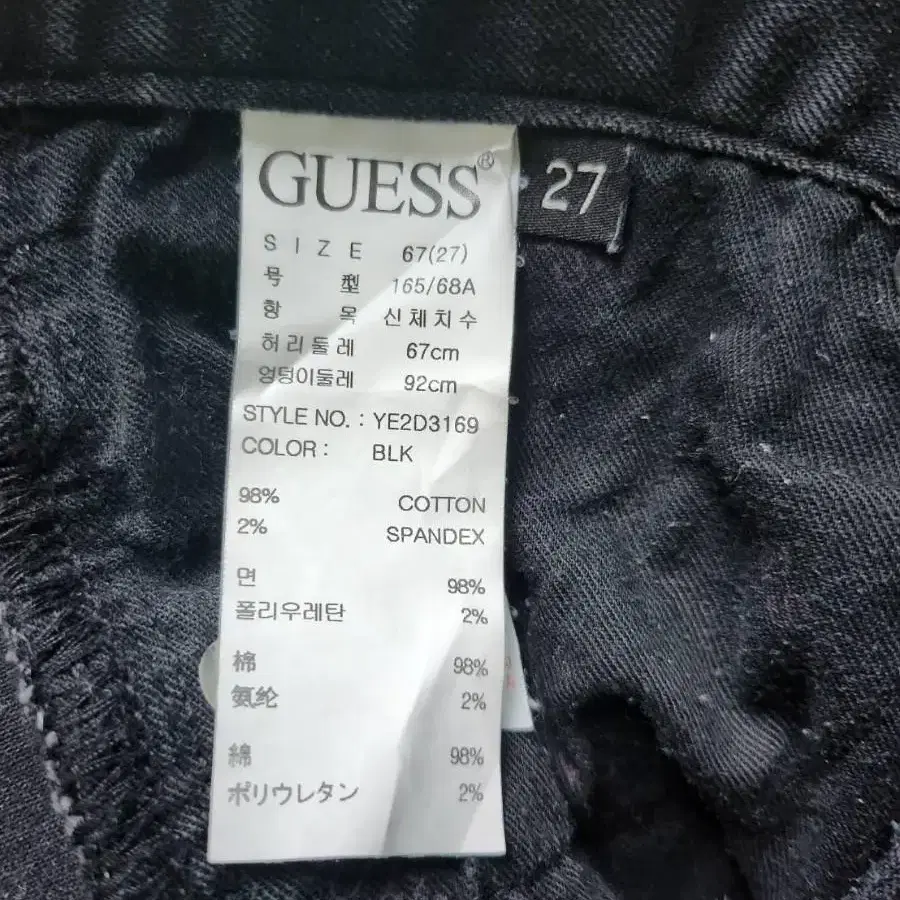 GUESS®
27
SIZE 67(27)
号型 165/68A
항목 신체치수
허리둘레 67cm
엉덩이둘레 92cm
STYLE NO. : YE2D3169
COLOR : BLK
98% COTTON
2% SPANDEX
면 98%
폴리우레탄 2%
棉 98%
氨纶 2%
綿 98%
ポリウレタン 2%